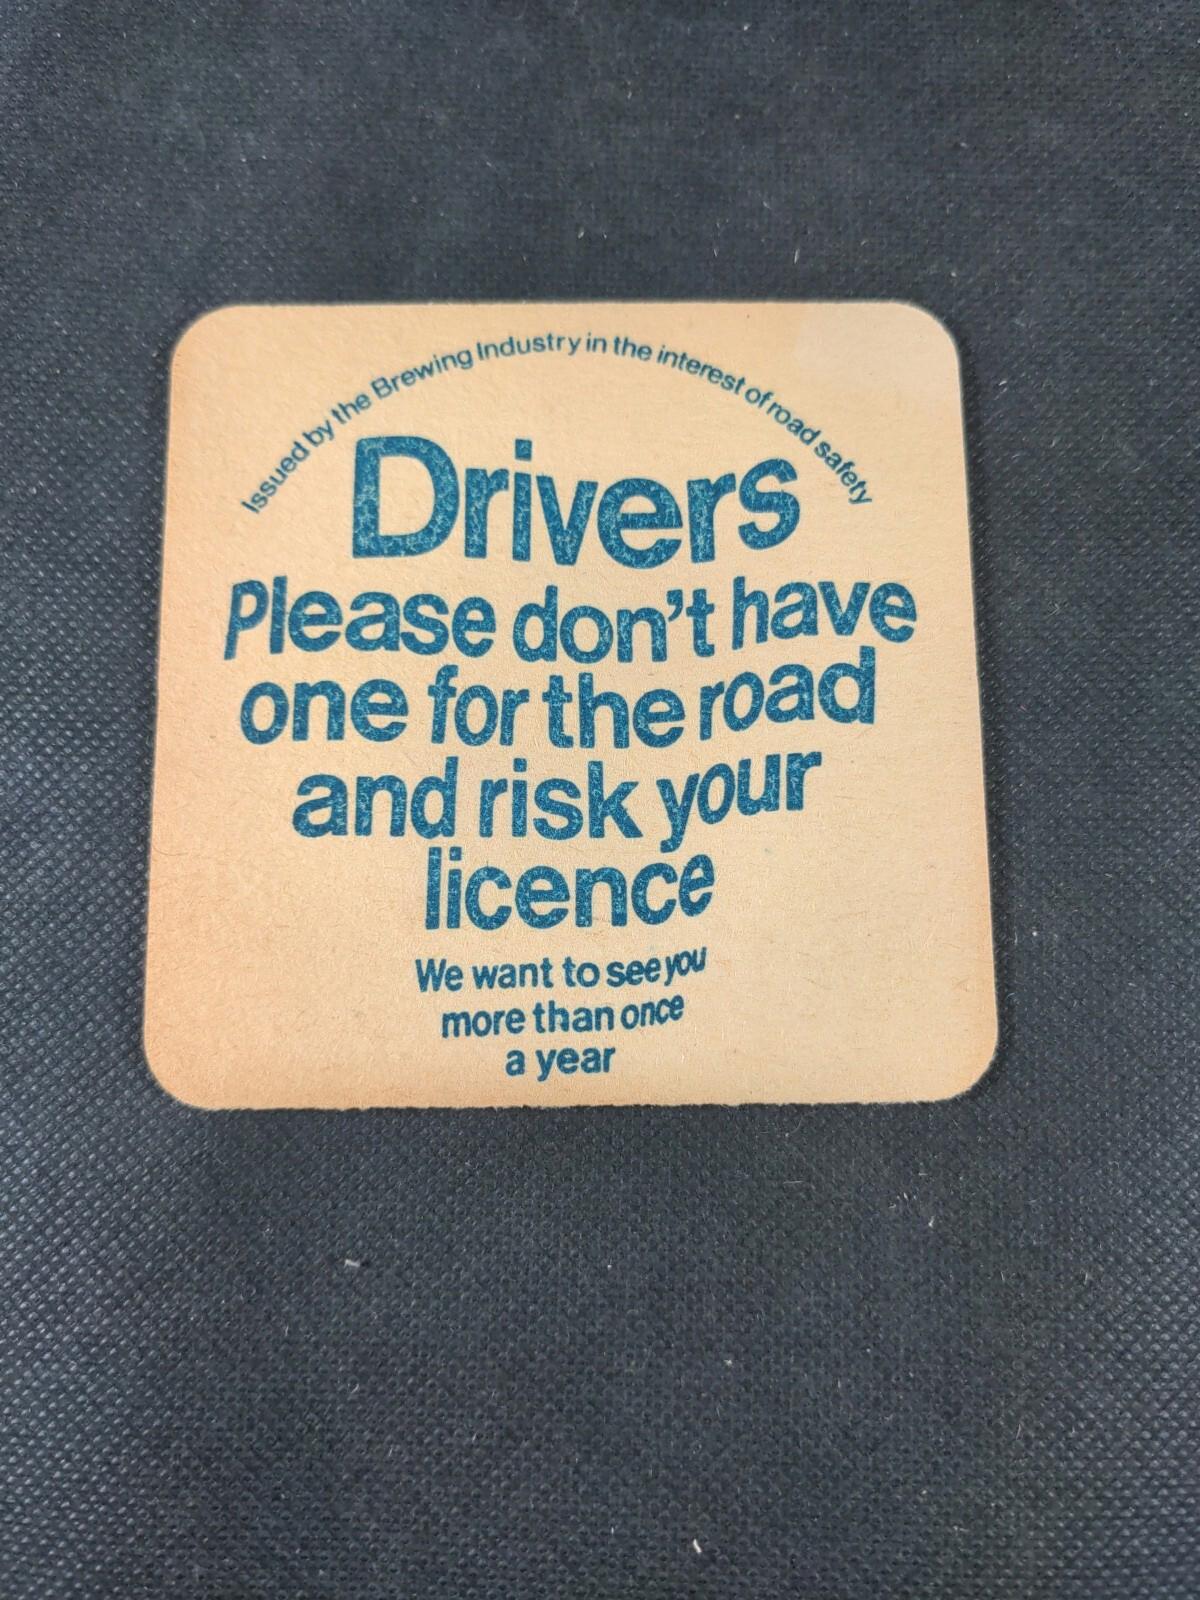 Issued by the Brewing Industry in the interest of road safety
Drivers
Please don't have
one for the road
and risk your
licence
We want to see you
more than once
a year